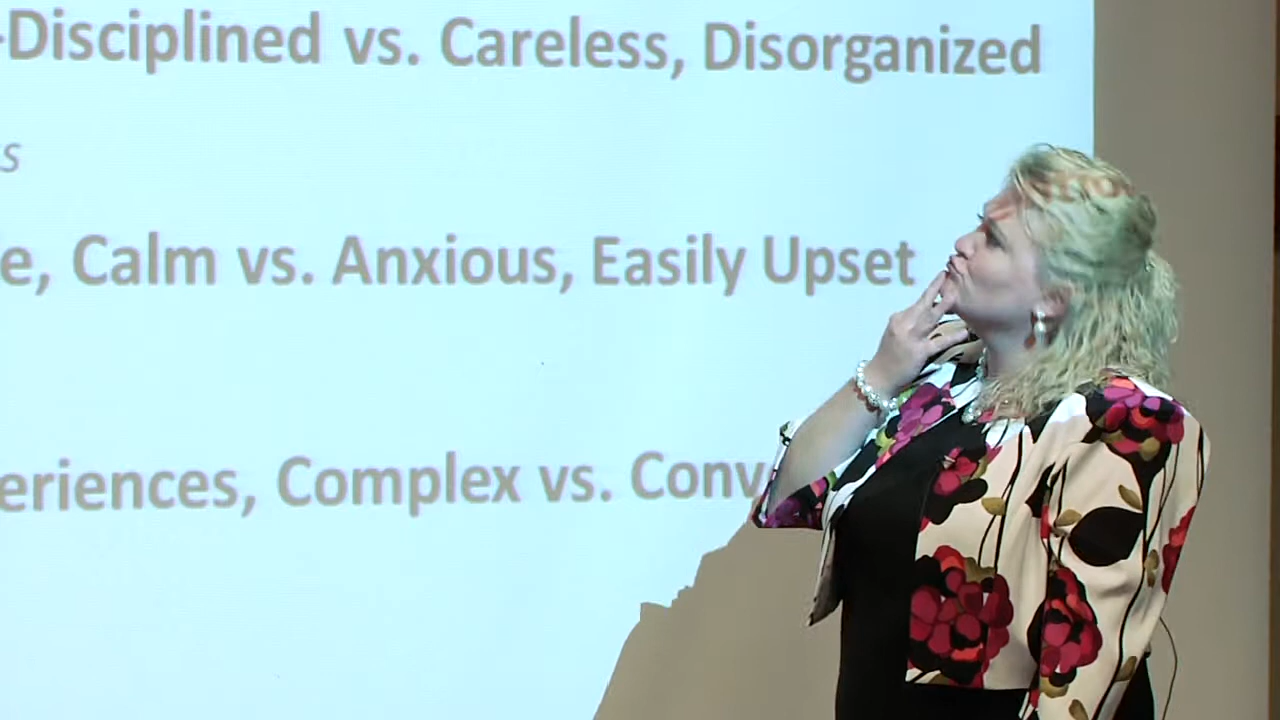 -Disciplined vs. Careless, Disorganized
s
e, Calm vs. Anxious, Easily Upset
eriences, Complex vs. Conv